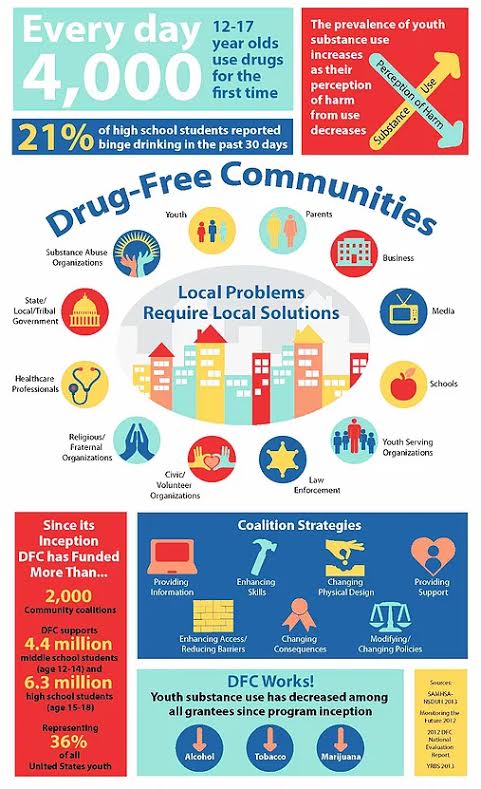 Every day
4,000
12-17
year olds
use drugs
for the
first time
21%
of high school students reported
binge drinking in the past 30 days
The prevalence of youth
substance use
increases
as their
perception
of harm
from use
decreases
Perception of Harm
Substance Use
Drug-Free Communities
Youth
Parents
Substance Abuse
Organizations
Business
State/
Local/Tribal
Government
Media
Local Problems
Require Local Solutions
Healthcare
Professionals
Schools
Religious/
Fraternal
Organizations
Youth Serving
Organizations
Civic/
Volunteer
Organizations
Law
Enforcement
Since its
Inception
DFC has Funded
More Than...
2,000
Community coalitions
DFC supports
4.4 million
middle school students
(age 12-14) and
6.3 million
high school students
(age 15-18)
Representing
36%
of all
United States youth
Coalition Strategies
Providing
Information
Enhancing
Skills
Changing
Physical Design
Providing
Support
Enhancing Access/
Reducing Barriers
Changing
Consequences
Modifying/
Changing Policies
DFC Works!
Youth substance use has decreased among
all grantees since program inception
Alcohol
Tobacco
Marijuana
Sources:
SAMHSA-
NSDUH 2013
Monitoring the
Future 2012
2012 DFC
National
Evaluation
Report
YRBS 2013